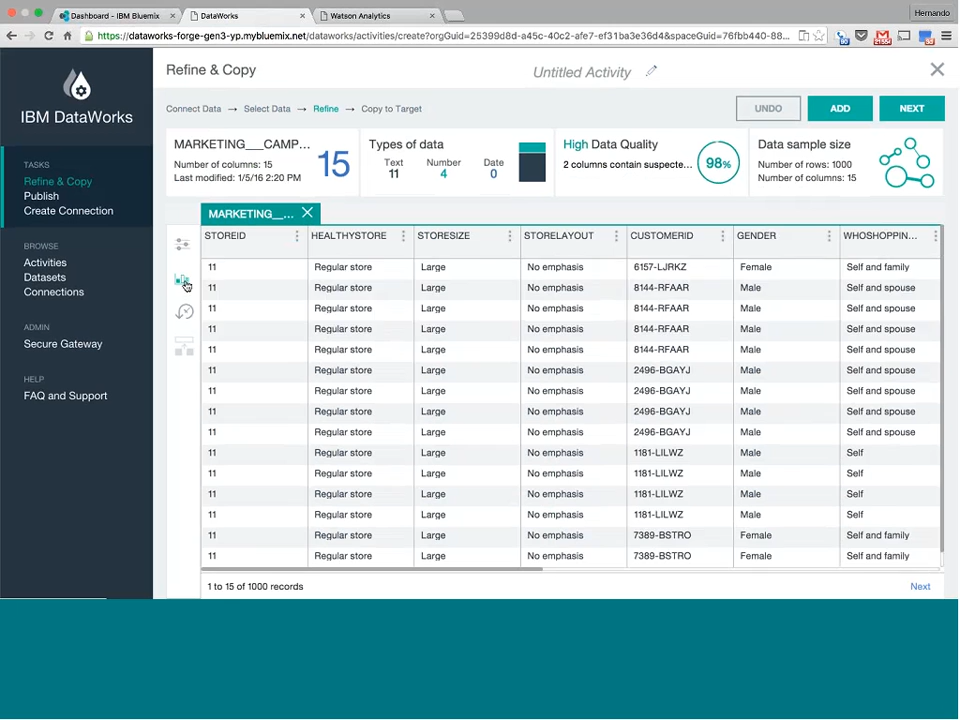 Dashboard - IBM Bluemix
DataWorks
Watson Analytics
Hernando
https://dataworks-forge-gen3-yp.mybluemix.net/dataworks/activities/create?orgGuid=25399d8d-a45c-40c2-afe7-ef31ba3e36d4&spaceGuid=76fbb440-88...
IBM DataWorks
TASKS
Refine & Copy
Publish
Create Connection
BROWSE
Activities
Datasets
Connections
ADMIN
Secure Gateway
HELP
FAQ and Support
Refine & Copy
Untitled Activity
Connect Data → Select Data → Refine → Copy to Target
UNDO
ADD
NEXT
MARKETING___CAMP...
Number of columns: 15
Last modified: 1/5/16 2:20 PM
15
Types of data
Text Number Date
11 4 0
High Data Quality
2 columns contain suspecte...
98%
Data sample size
Number of rows: 1000
Number of columns: 15
MARKETING__...
STOREID HEALTHYSTORE STORESIZE STORELAYOUT CUSTOMERID GENDER WHOSHOPPIN...
11 Regular store Large No emphasis 6157-LJRKZ Female Self and family
11 Regular store Large No emphasis 8144-RFAAR Male Self and spouse
11 Regular store Large No emphasis 8144-RFAAR Male Self and spouse
11 Regular store Large No emphasis 8144-RFAAR Male Self and spouse
11 Regular store Large No emphasis 8144-RFAAR Male Self and spouse
11 Regular store Large No emphasis 2496-BGAYJ Male Self and spouse
11 Regular store Large No emphasis 2496-BGAYJ Male Self and spouse
11 Regular store Large No emphasis 2496-BGAYJ Male Self and spouse
11 Regular store Large No emphasis 2496-BGAYJ Male Self and spouse
11 Regular store Large No emphasis 1181-LILWZ Male Self
11 Regular store Large No emphasis 1181-LILWZ Male Self
11 Regular store Large No emphasis 1181-LILWZ Male Self
11 Regular store Large No emphasis 1181-LILWZ Male Self
11 Regular store Large No emphasis 7389-BSTRO Female Self and family
11 Regular store Large No emphasis 7389-BSTRO Female Self and family
1 to 15 of 1000 records
Next